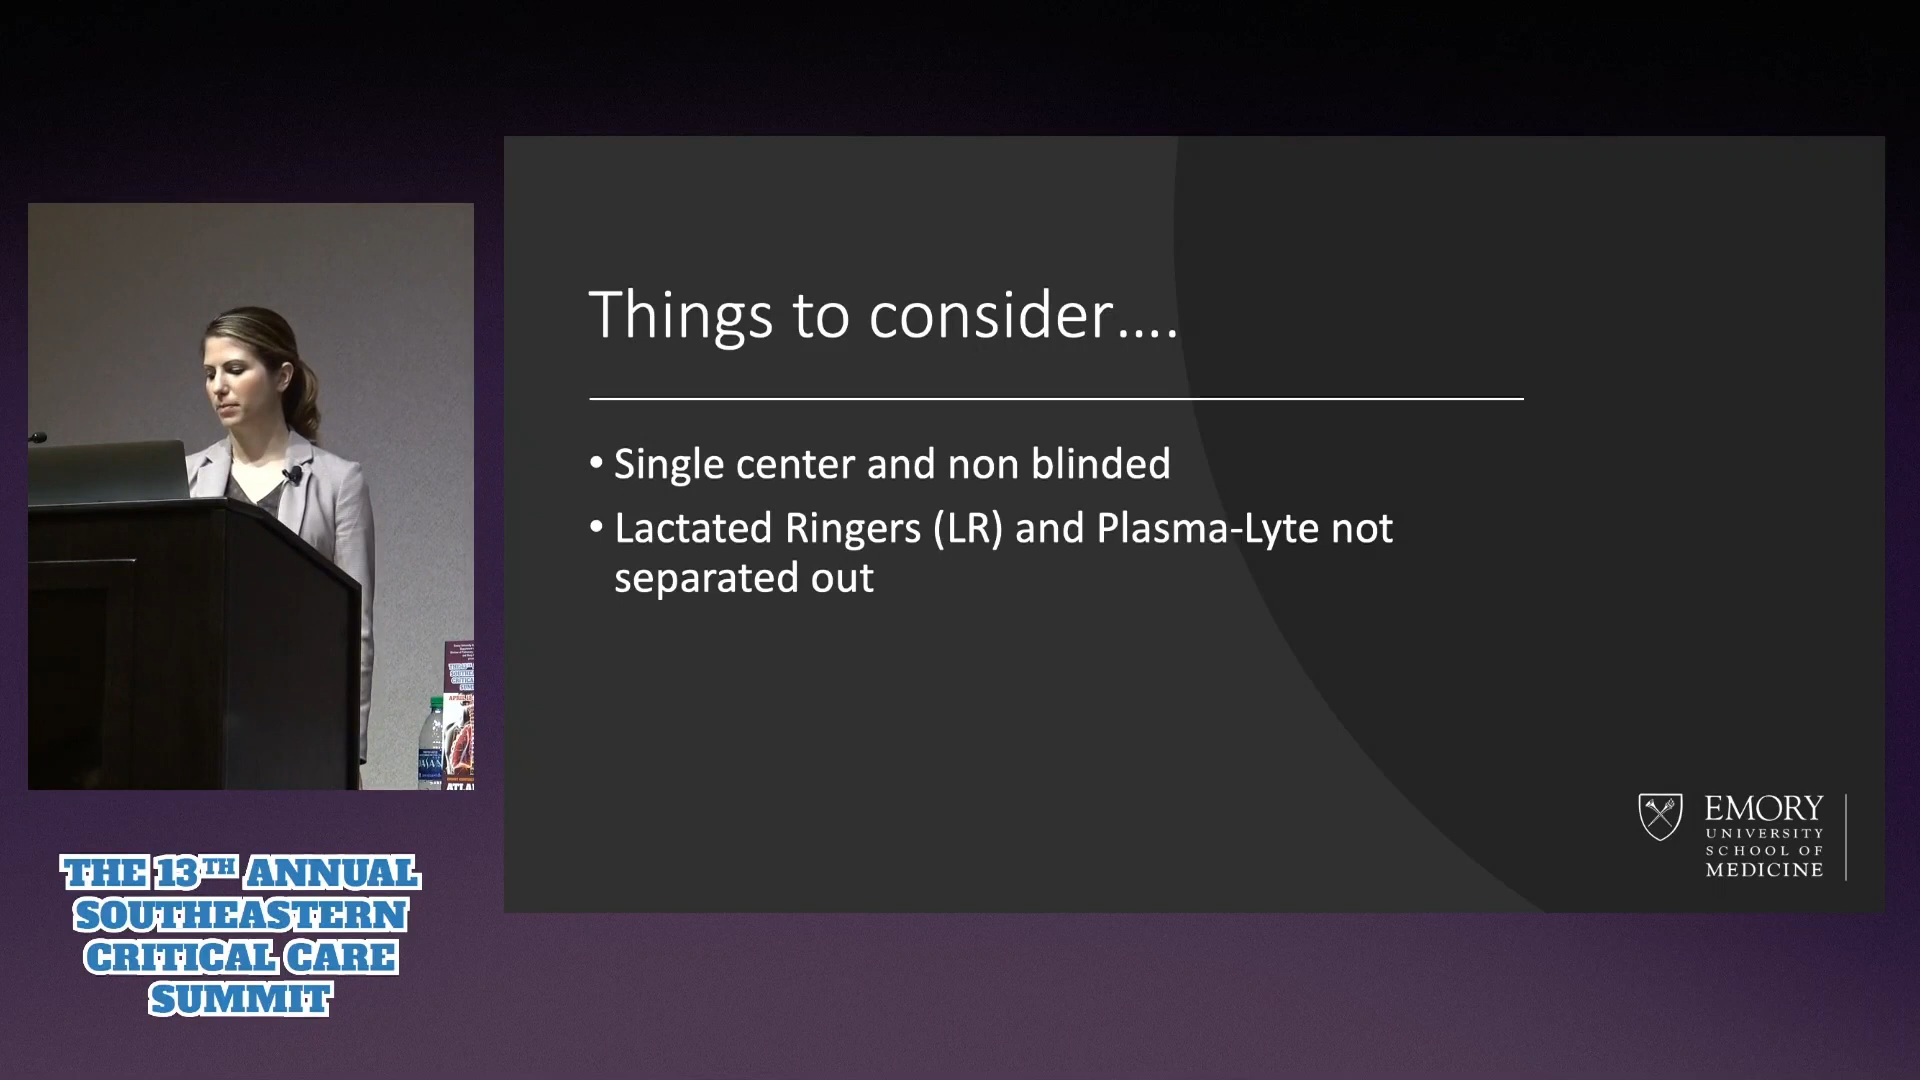 Things to consider....
• Single center and non blinded
• Lactated Ringers (LR) and Plasma-Lyte not
separated out
EMORY
UNIVERSITY
SCHOOL OF
MEDICINE
THE 13TH ANNUAL
SOUTHEASTERN
CRITICAL CARE
SUMMIT